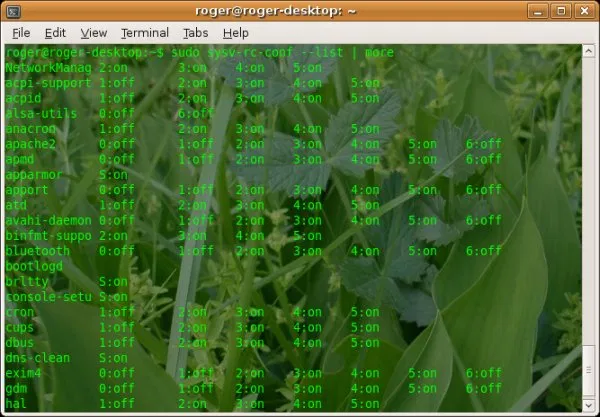 roger@roger-desktop: ~
File Edit View Terminal Tabs Help
roger@roger-desktop:~$ sudo sysv-rc-conf --list | more
NetworkManag 2:on 3:on 4:on 5:on
acpi-support 1:off 2:on 3:on 4:on 5:on
acpid 1:off 2:on 3:on 4:on 5:on
alsa-utils 0:off 6:off
anacron 1:off 2:on 3:on 4:on 5:on
apache2 0:off 1:off 2:on 3:on 4:on 5:on 6:off
apmd 0:off 1:off 2:on 3:on 4:on 5:on 6:off
apparmor S:on
apport 0:off 1:off 2:on 3:on 4:on 5:on 6:off
atd 1:off 2:on 3:on 4:on 5:on
avahi-daemon 0:off 1:off 2:on 3:on 4:on 5:on 6:off
binfmt-suppo 2:on 3:on 4:on 5:on
bluetooth 0:off 1:off 2:on 3:on 4:on 5:on 6:off
bootlogd
brltty S:on
console-setu S:on
cron 1:off 2:on 3:on 4:on 5:on
cups 1:off 2:on 3:on 4:on 5:on
dbus 1:off 2:on 3:on 4:on 5:on
dns-clean S:on
exim4 0:off 1:off 2:on 3:on 4:on 5:on 6:off
gdm 0:off 1:off 2:on 3:on 4:on 5:on 6:off
hal 1:off 2:on 3:on 4:on 5:on